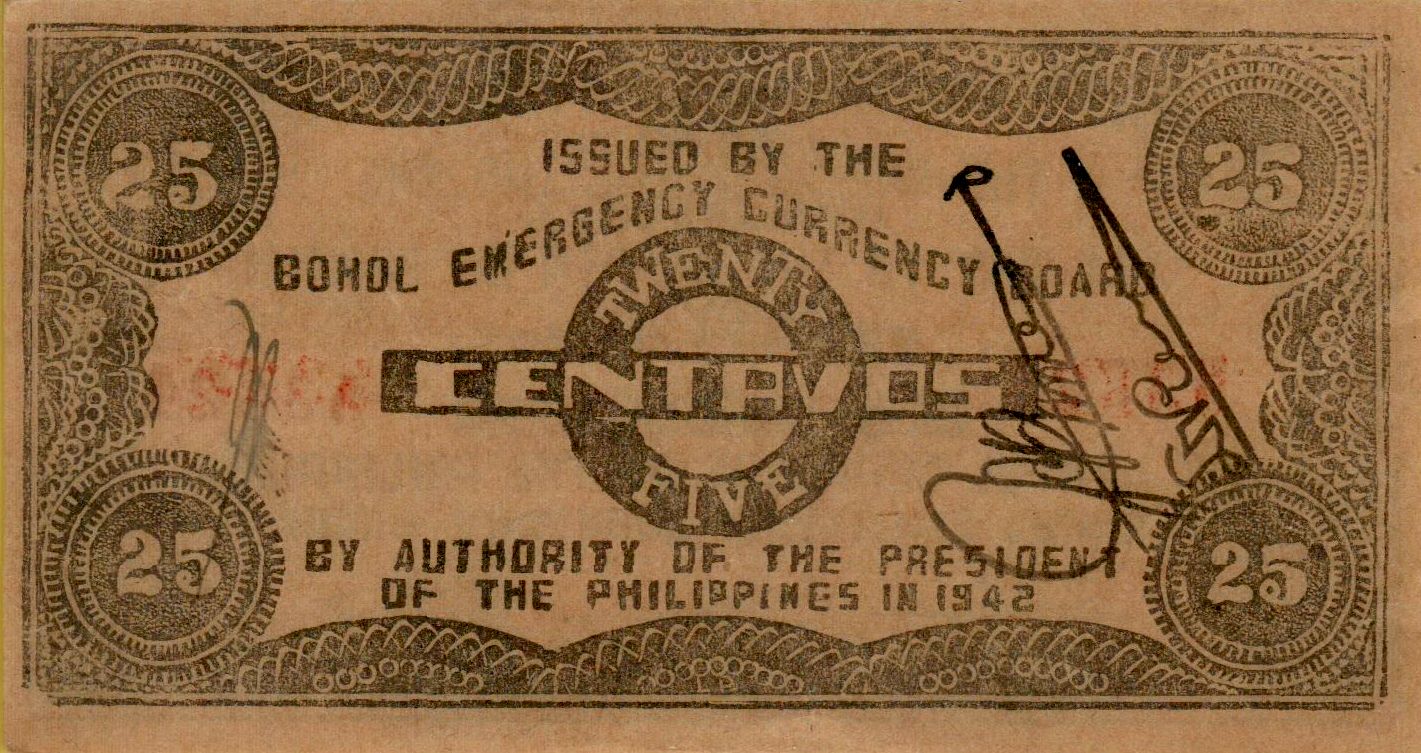 25 25
ISSUED BY THE
BOHOL EMERGENCY CURRENCY BOARD
TWENTY
CENTAVOS
FIVE
BY AUTHORITY OF THE PRESIDENT
OF THE PHILIPPINES IN 1942
25 25